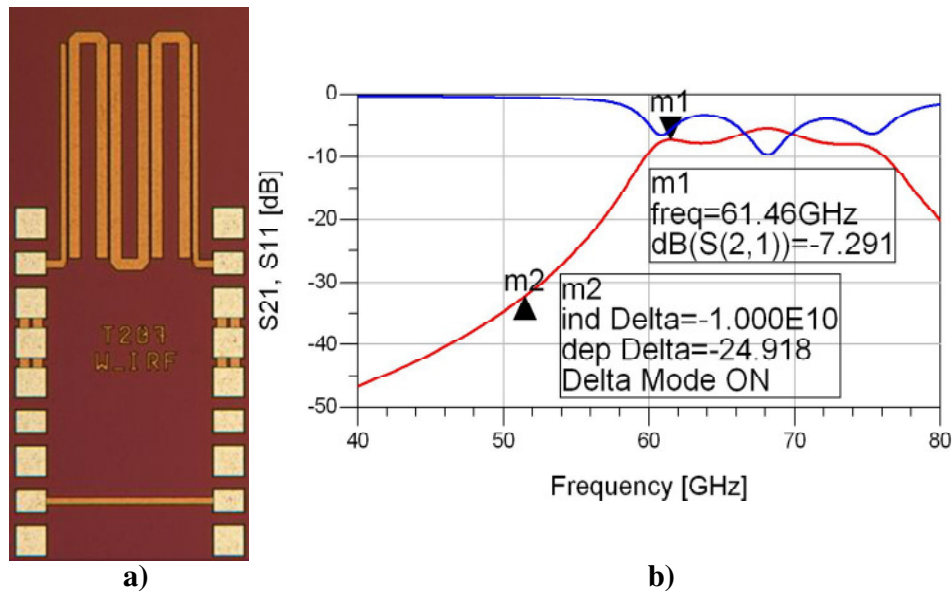 T207
W_IRF
a)
S21, S11 [dB]
0
-10
-20
-30
-40
-50
m1
m1
freq=61.46GHz
dB(S(2,1))=-7.291
m2
m2
ind Delta=-1.000E10
dep Delta=-24.918
Delta Mode ON
40
50
60
70
80
Frequency [GHz]
b)